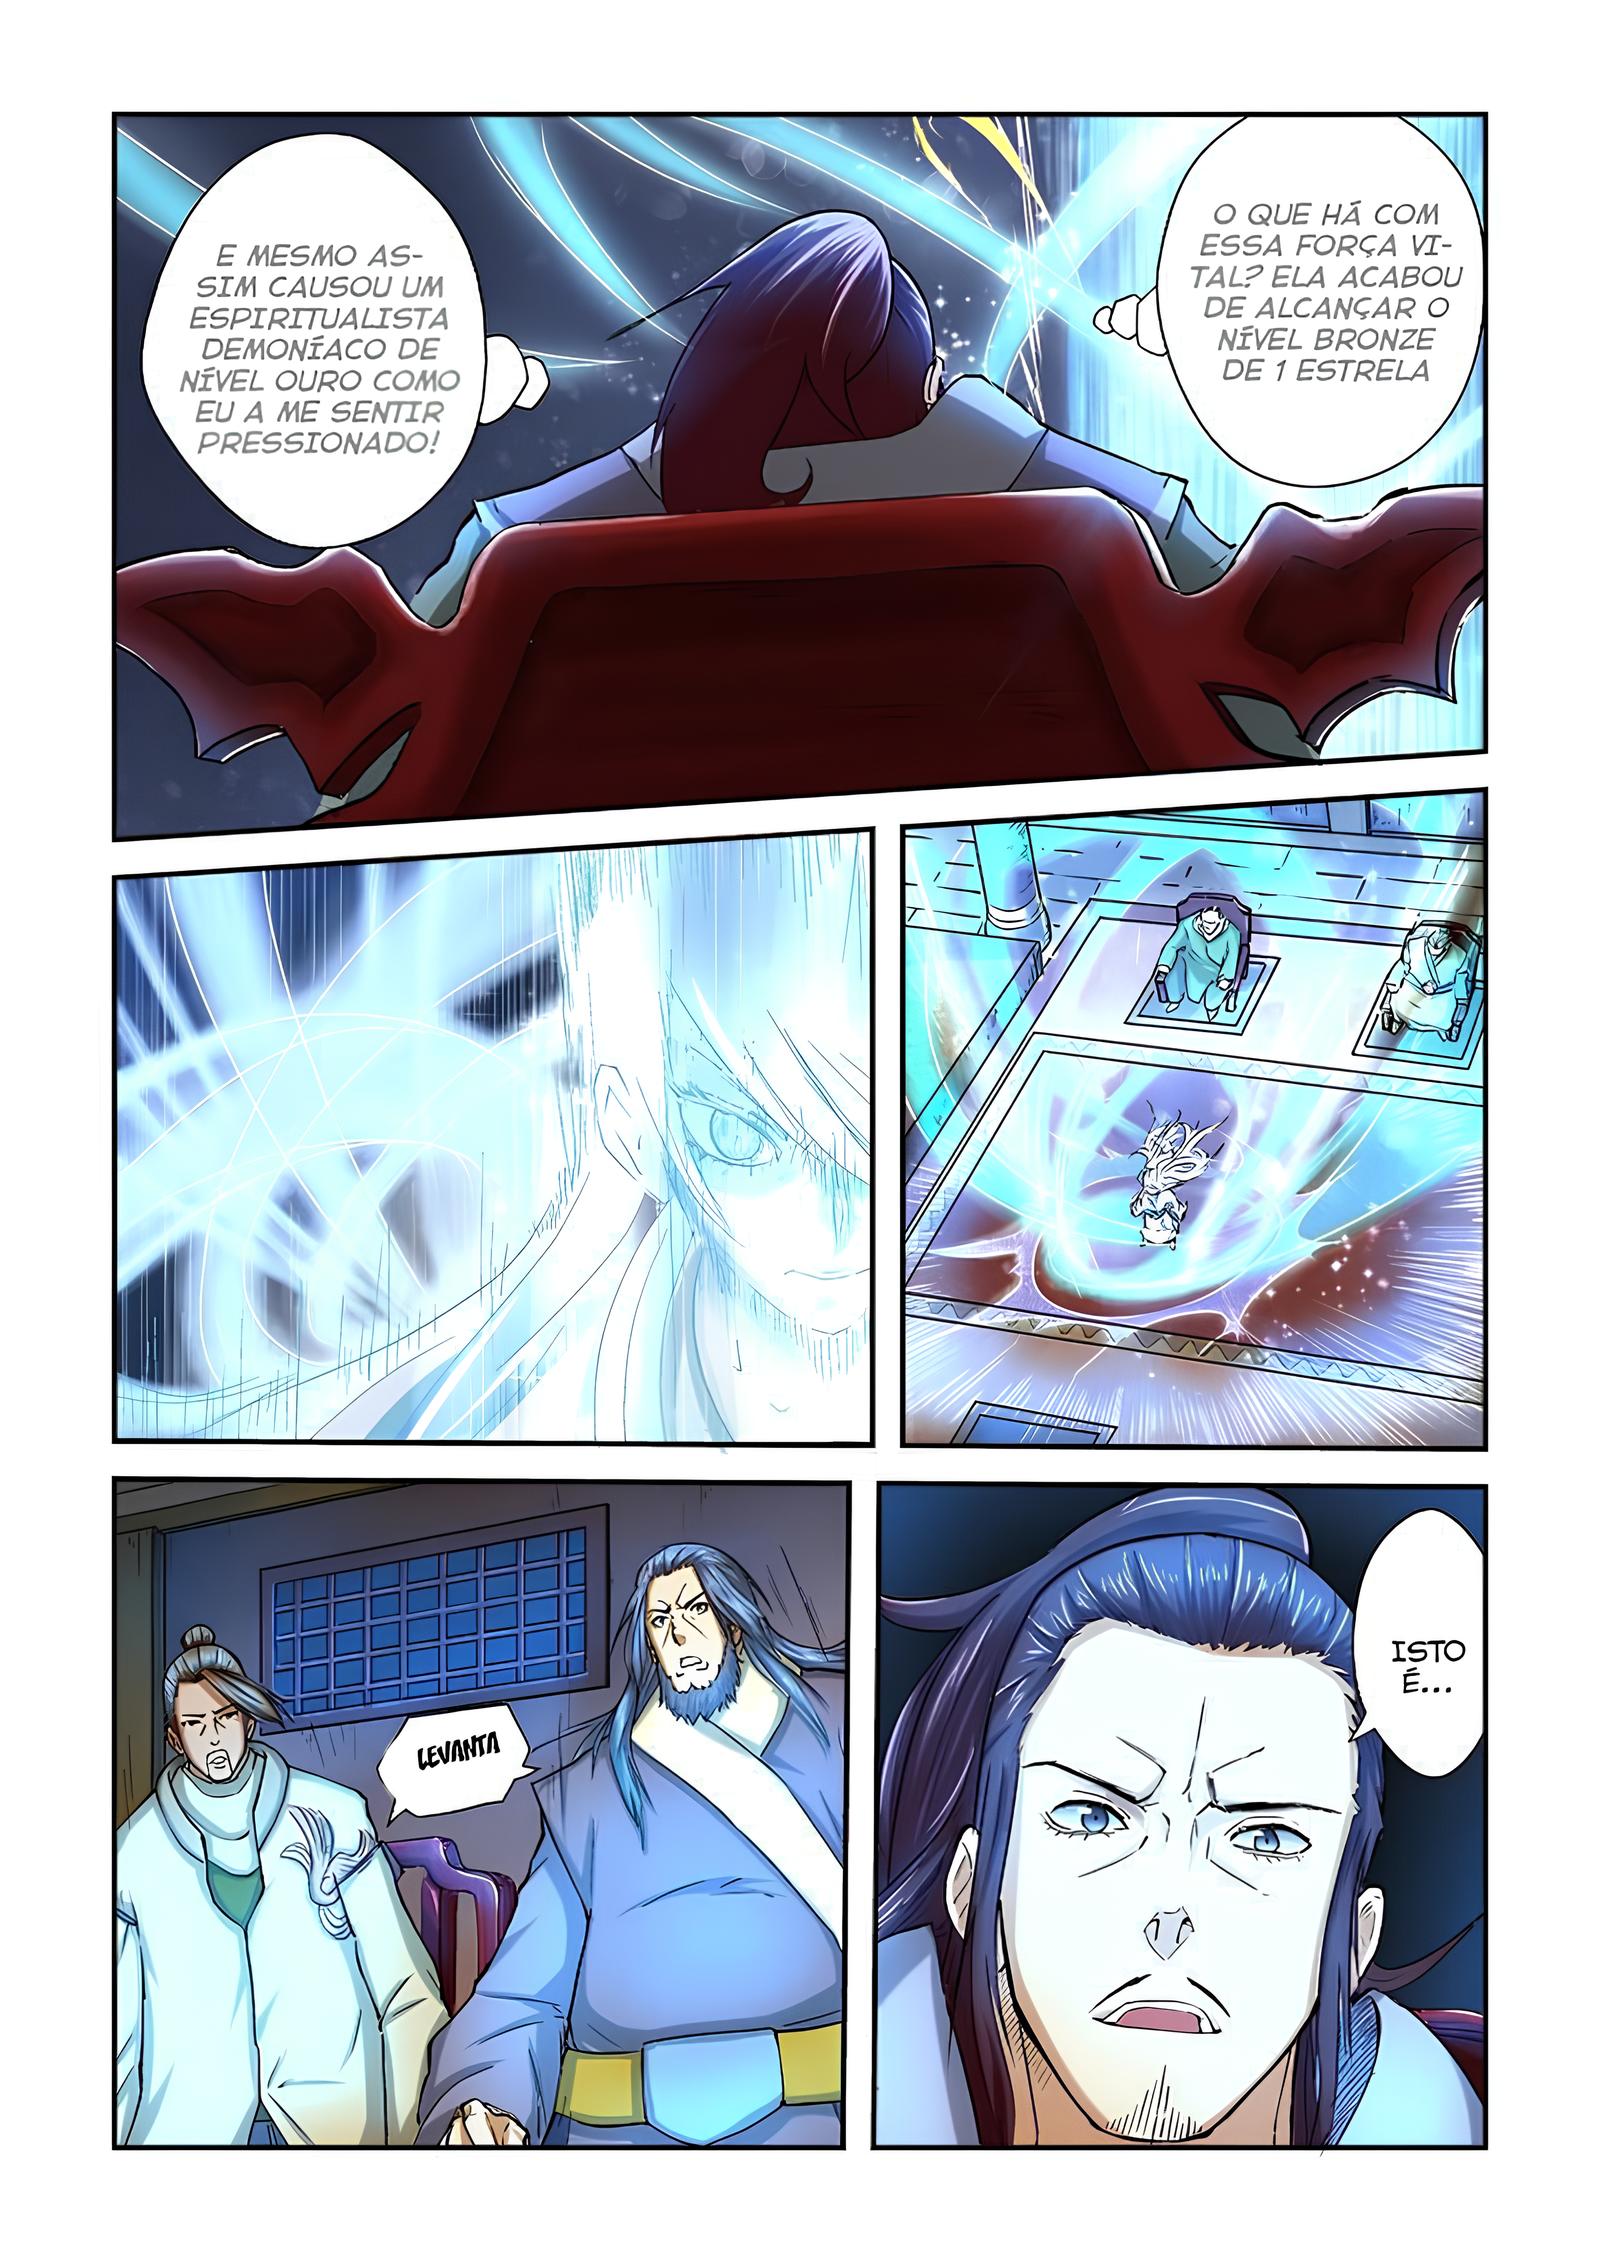 O QUE HÁ COM
ESSA FORÇA VI-
TAL? ELA ACABOU
DE ALCANÇAR O
NÍVEL BRONZE
DE 1 ESTRELA
E MESMO AS-
SIM CAUSOU UM
ESPIRITUALISTA
DEMONÍACO DE
NÍVEL OURO COMO
EU A ME SENTIR
PRESSIONADO!
LEVANTA
ISTO
É...